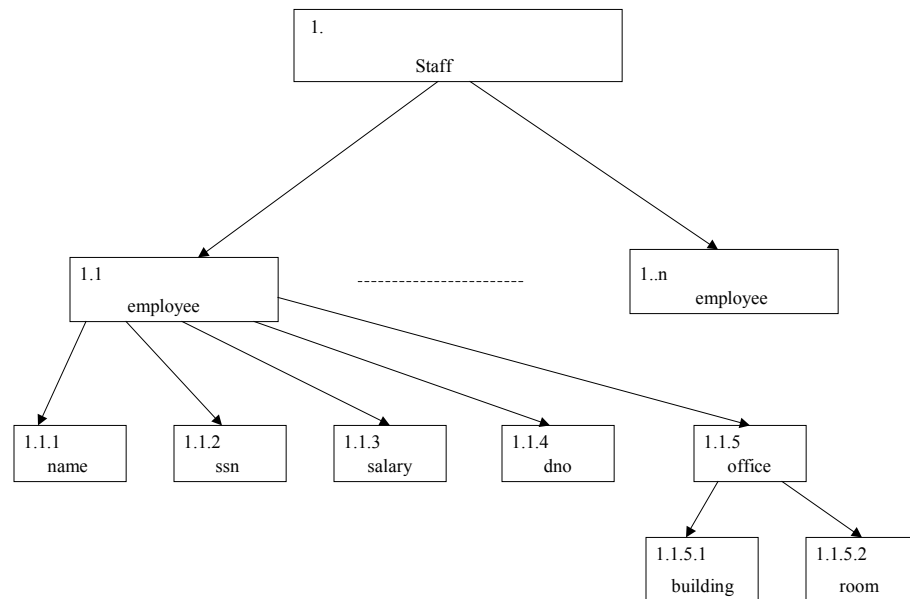 1.
Staff
1.1
employee
1..n
employee
1.1.1
name
1.1.2
ssn
1.1.3
salary
1.1.4
dno
1.1.5
office
1.1.5.1
building
1.1.5.2
room